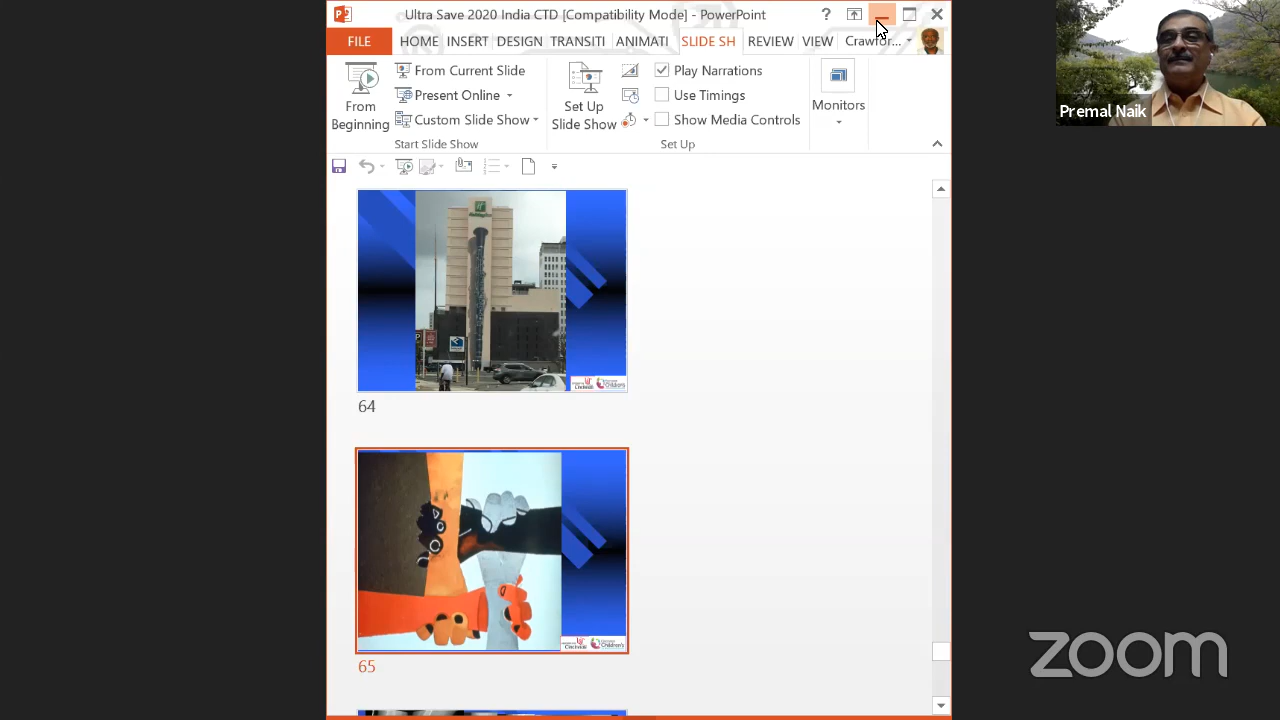 Ultra Save 2020 India CTD [Compatibility Mode] - PowerPoint
?
FILE HOME INSERT DESIGN TRANSITI ANIMATI SLIDE SH REVIEW VIEW Crawfor...
From Beginning
From Current Slide
Present Online
Custom Slide Show
Start Slide Show
Set Up Slide Show
Play Narrations
Use Timings
Show Media Controls
Set Up
Monitors
64
65
Premal Naik
zoom